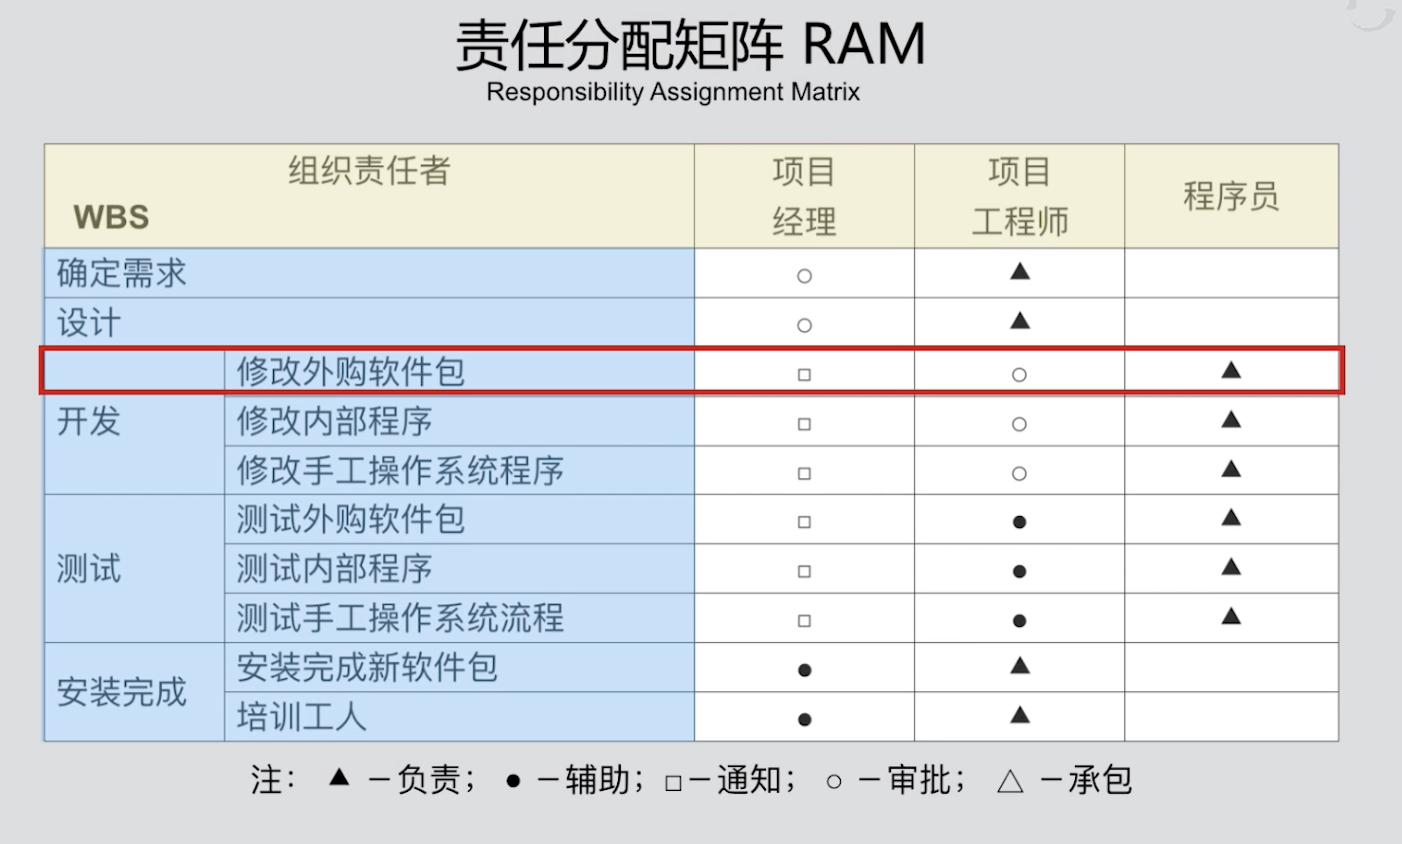 责任分配矩阵 RAM
Responsibility Assignment Matrix
组织责任者
WBS
项目
经理
项目
工程师
程序员
确定需求 ○ ▲
设计 ○ ▲
开发
修改外购软件包 □ ○ ▲
修改内部程序 □ ○ ▲
修改手工操作系统程序 □ ○ ▲
测试
测试外购软件包 □ ● ▲
测试内部程序 □ ● ▲
测试手工操作系统流程 □ ● ▲
安装完成
安装完成新软件包 ● ▲
培训工人 ● ▲
注： ▲ －负责； ● －辅助；□－通知； ○ －审批； △ －承包